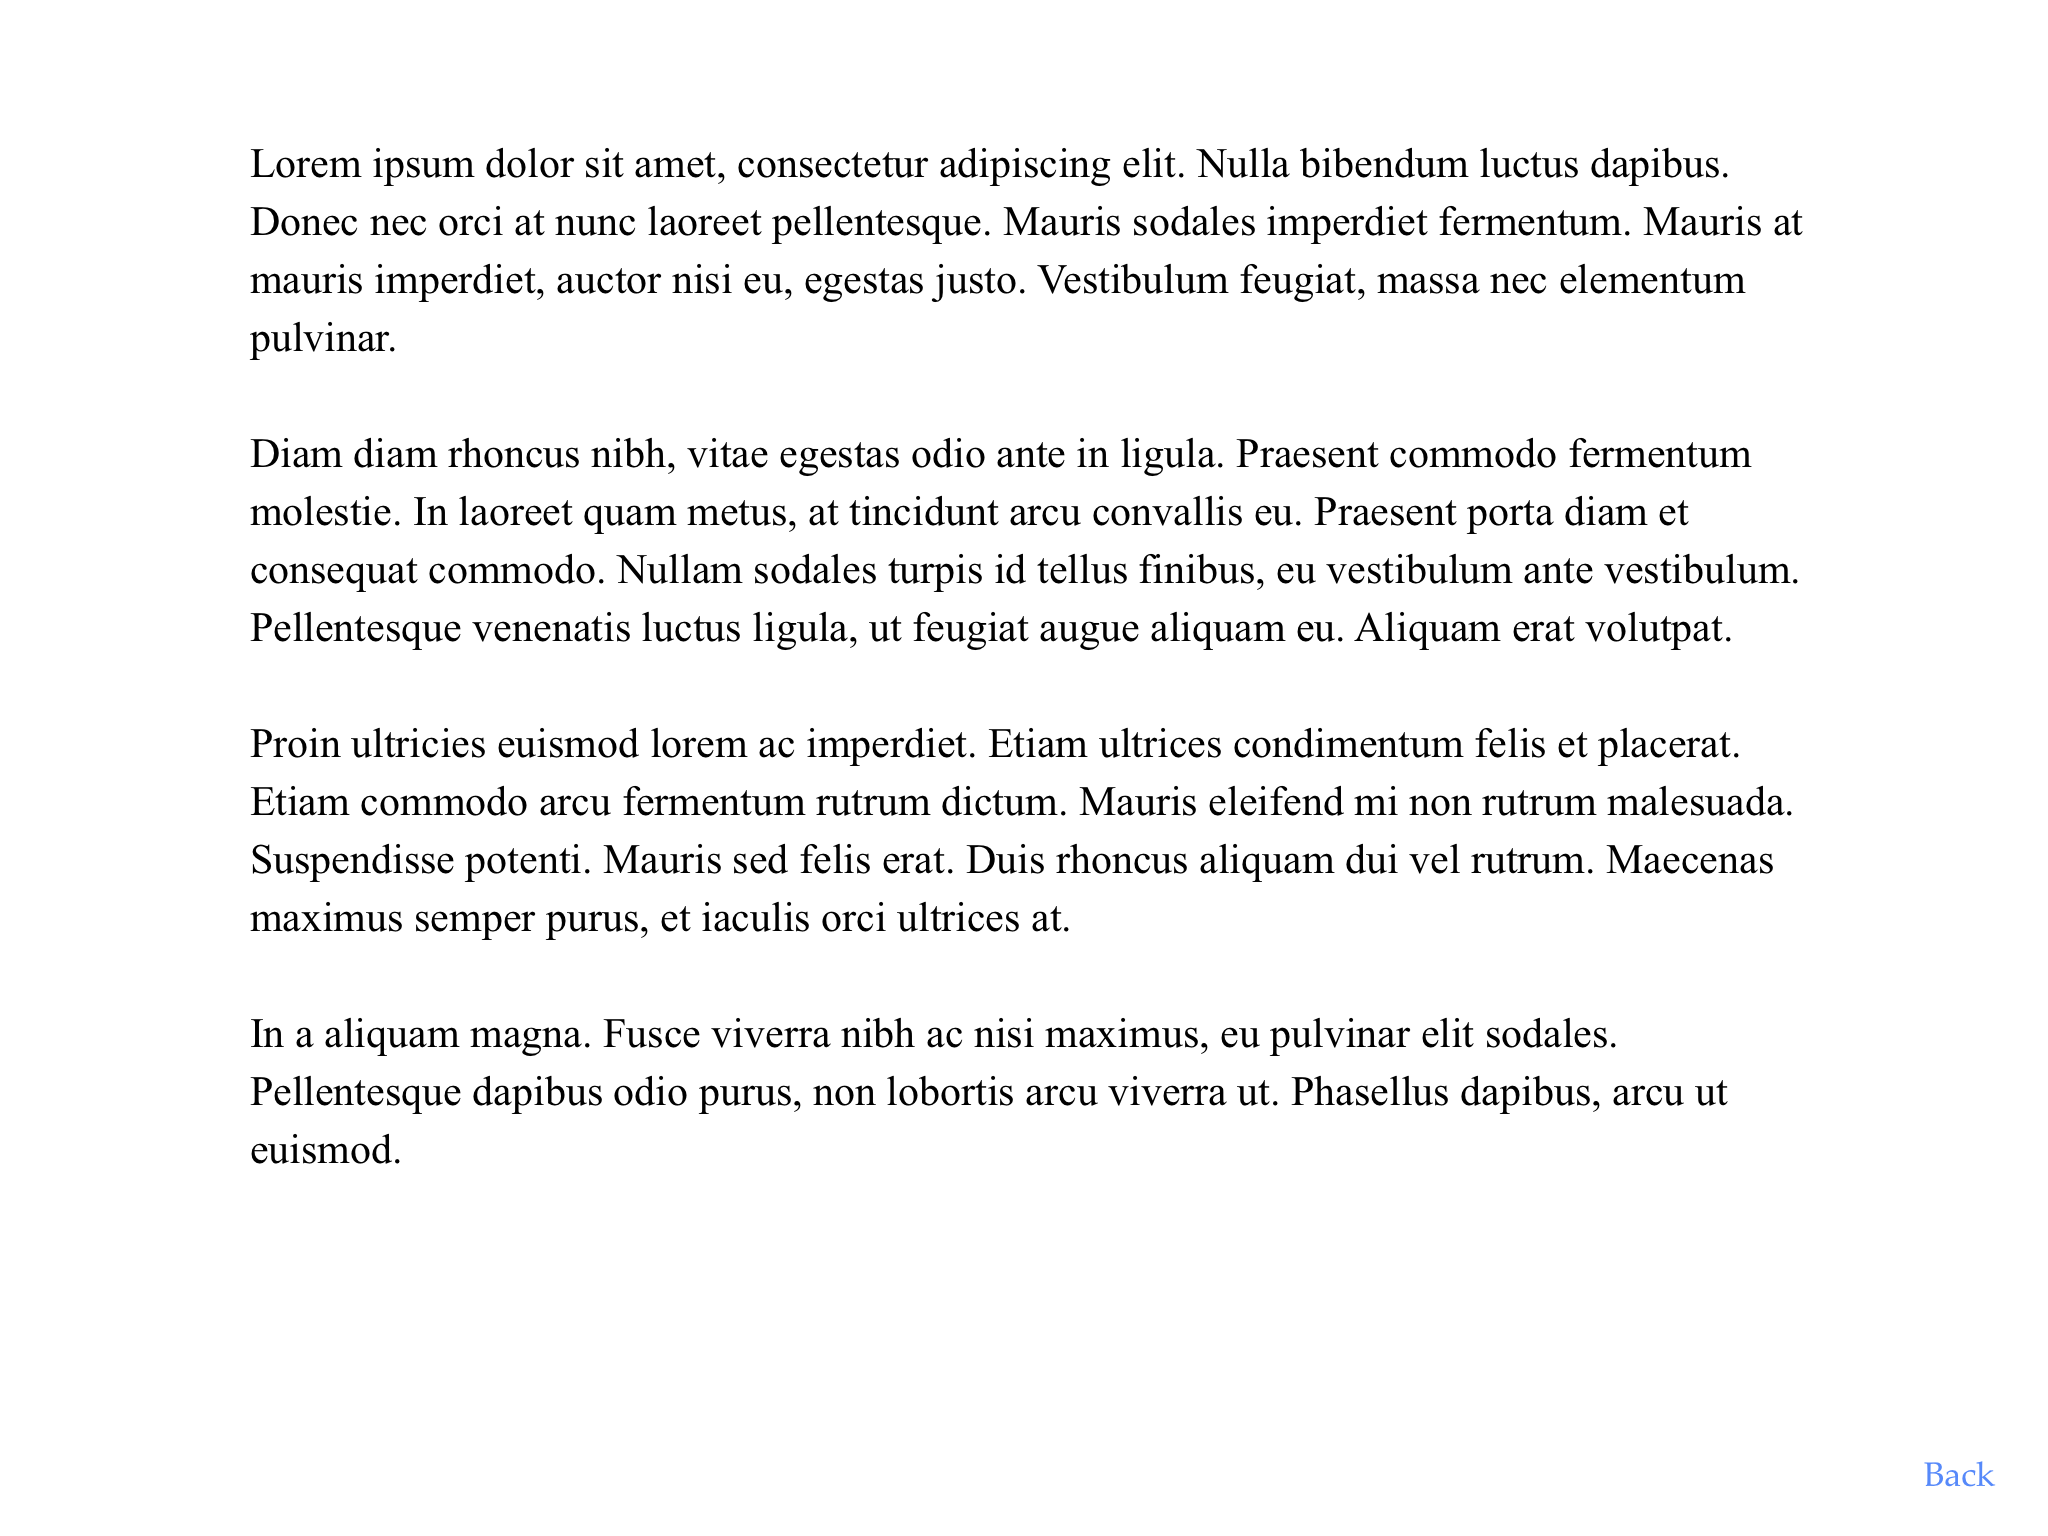 Lorem ipsum dolor sit amet, consectetur adipiscing elit. Nulla bibendum luctus dapibus.
Donec nec orci at nunc laoreet pellentesque. Mauris sodales imperdiet fermentum. Mauris at
mauris imperdiet, auctor nisi eu, egestas justo. Vestibulum feugiat, massa nec elementum
pulvinar.
Diam diam rhoncus nibh, vitae egestas odio ante in ligula. Praesent commodo fermentum
molestie. In laoreet quam metus, at tincidunt arcu convallis eu. Praesent porta diam et
consequat commodo. Nullam sodales turpis id tellus finibus, eu vestibulum ante vestibulum.
Pellentesque venenatis luctus ligula, ut feugiat augue aliquam eu. Aliquam erat volutpat.
Proin ultricies euismod lorem ac imperdiet. Etiam ultrices condimentum felis et placerat.
Etiam commodo arcu fermentum rutrum dictum. Mauris eleifend mi non rutrum malesuada.
Suspendisse potenti. Mauris sed felis erat. Duis rhoncus aliquam dui vel rutrum. Maecenas
maximus semper purus, et iaculis orci ultrices at.
In a aliquam magna. Fusce viverra nibh ac nisi maximus, eu pulvinar elit sodales.
Pellentesque dapibus odio purus, non lobortis arcu viverra ut. Phasellus dapibus, arcu ut
euismod.
Back